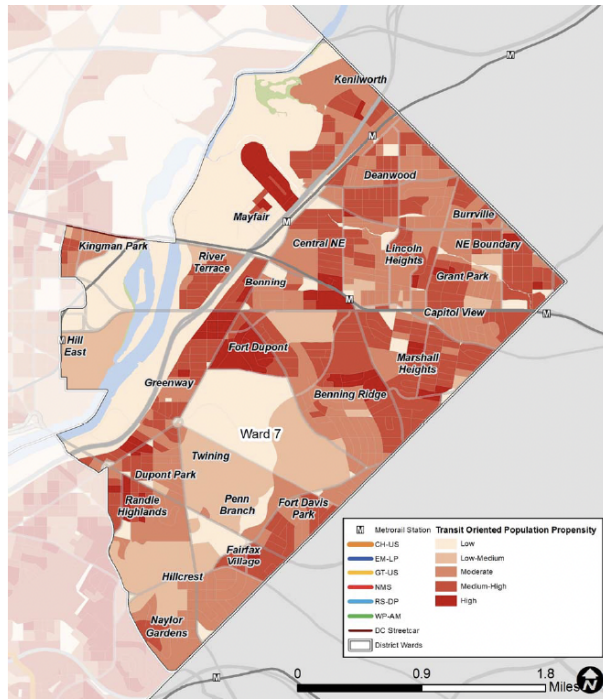 M
Kenilworth
M
Deanwood
Mayfair
M
Burrville
Kingman Park
River
Terrace
Central NE
Lincoln
Heights
NE Boundary
Benning
Grant Park
M
Capitol View
M
M
Hill
East
Fort Dupont
Marshall
Heights
Greenway
Benning Ridge
Ward 7
Twining
Dupont Park
Randle
Highlands
Penn
Branch
Fort Davis
Park
Fairfax
Village
Hillcrest
Naylor
Gardens
M
M Metrorail Station
CH-US
EM-LP
GT-US
NMS
RS-DP
WP-AM
DC Streetcar
District Wards
Transit Oriented Population Propensity
Low
Low-Medium
Moderate
Medium-High
High
0 0.9 1.8
Miles
N